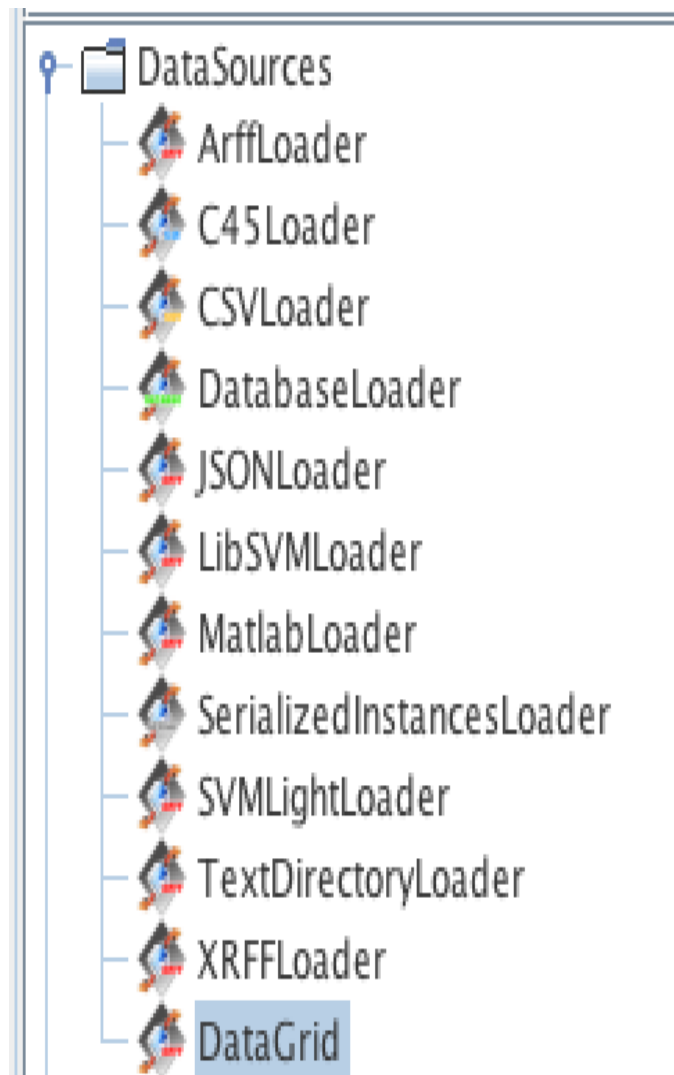 DataSources
ArffLoader
C45Loader
CSVLoader
DatabaseLoader
JSONLoader
LibSVMLoader
MatlabLoader
SerializedInstancesLoader
SVMLightLoader
TextDirectoryLoader
XRFFLoader
DataGrid